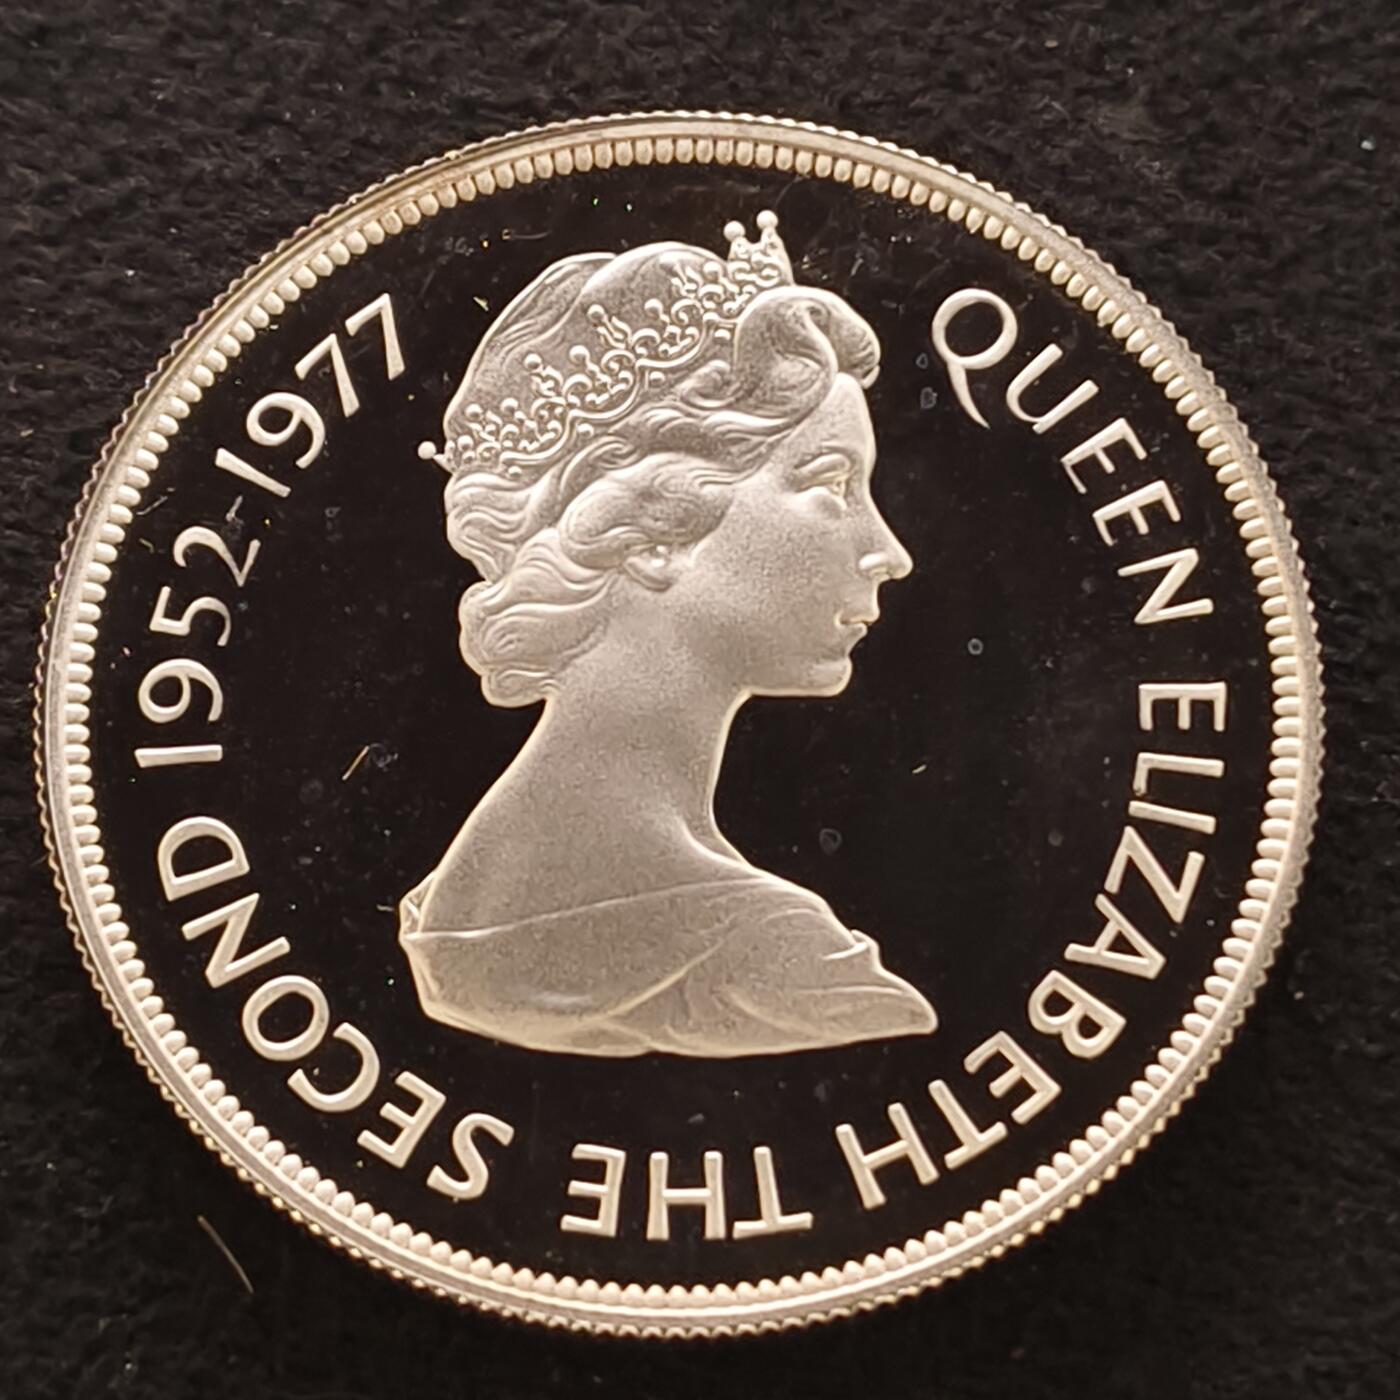 QUEEN ELIZABETH THE SECOND 1952-1977